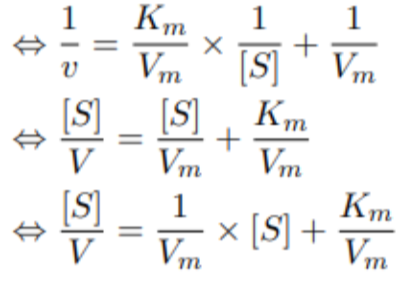 ⇔ 1/v = K_m/V_m × 1/[S] + 1/V_m
⇔ [S]/V = [S]/V_m + K_m/V_m
⇔ [S]/V = 1/V_m × [S] + K_m/V_m